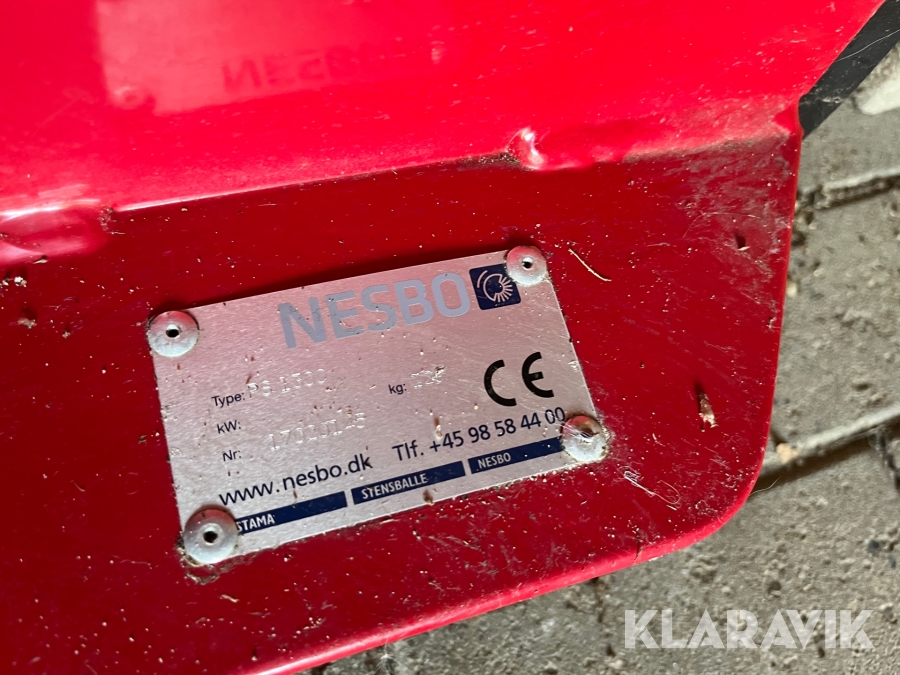 NESBO
Type:
kg:
CE
kW:
Nr:
www.nesbo.dk Tlf. +45 98 58 44 00
STAMA STENSBALLE NESBO
KLARAVIK